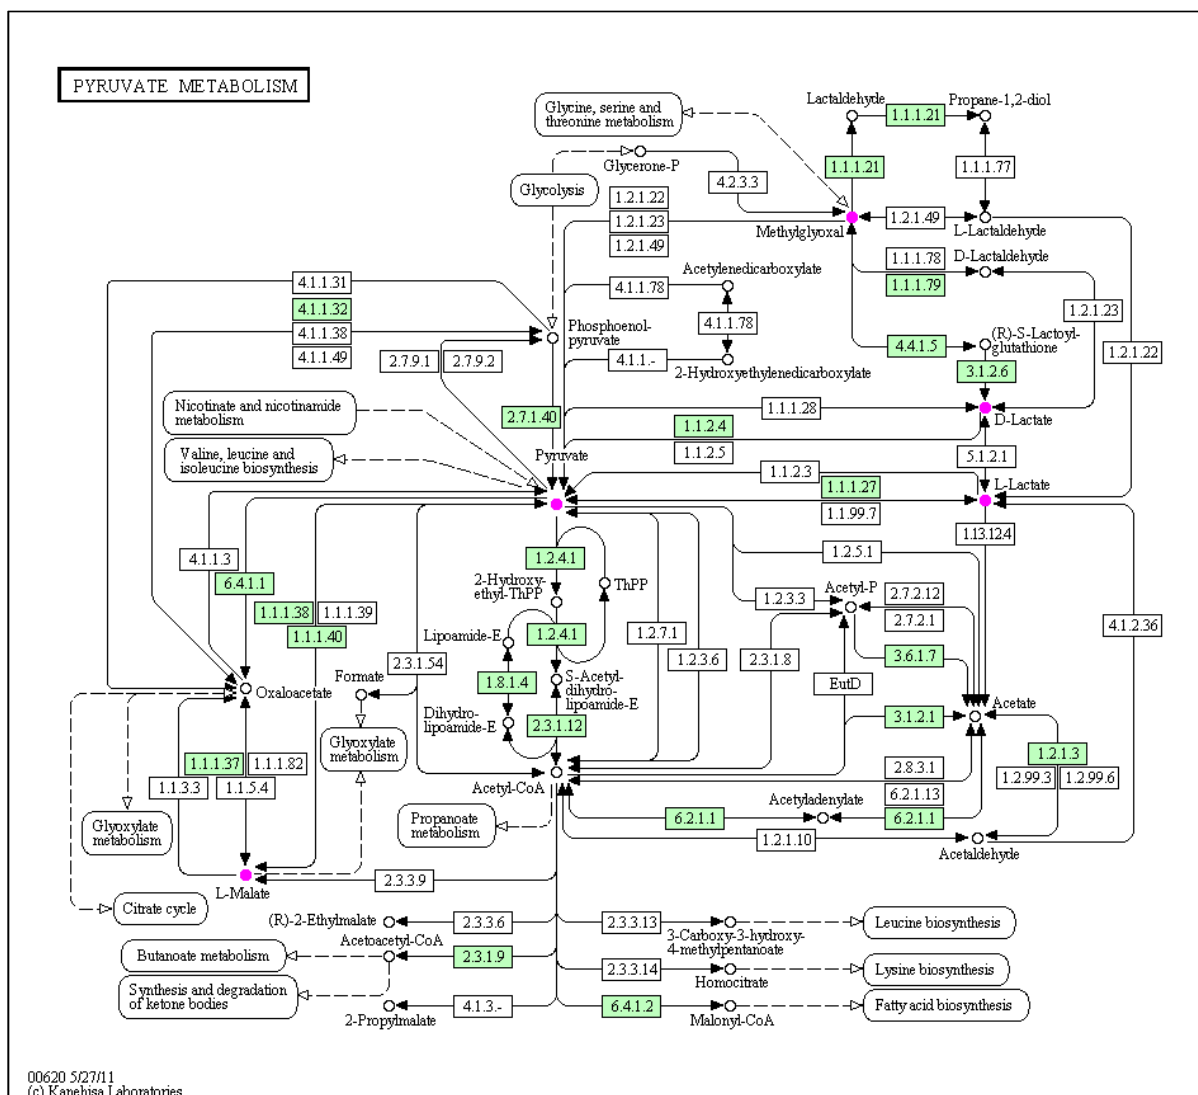 PYRUVATE METABOLISM
Glycine, serine and
threonine metabolism
Lactaldehyde
Propane-1,2-diol
1.1.1.21
Glycerone-P
4.2.3.3
1.1.1.21
1.1.1.77
Glycolysis
1.2.1.22
1.2.1.23
1.2.1.49
Methylglyoxal
1.2.1.49
L-Lactaldehyde
1.1.1.78
1.1.1.79
D-Lactaldehyde
4.1.1.31
4.1.1.32
4.1.1.38
4.1.1.49
Acetylenedicarboxylate
4.1.1.78
4.1.1.78
1.2.1.23
Phosphoenol-
pyruvate
2.7.9.1
2.7.9.2
4.1.1.-
2-Hydroxyethylenedicarboxylate
4.4.1.5
(R)-S-Lactoyl-
glutathione
1.2.1.22
3.1.2.6
Nicotinate and nicotinamide
metabolism
2.7.1.40
1.1.1.28
D-Lactate
1.1.2.4
1.1.2.5
Valine, leucine and
isoleucine biosynthesis
Pyruvate
5.1.2.1
1.1.2.3
L-Lactate
1.1.1.27
1.1.99.7
1.13.12.4
4.1.1.3
6.4.1.1
1.2.4.1
1.2.5.1
2-Hydroxy-
ethyl-ThPP
ThPP
1.2.3.3
Acetyl-P
2.7.2.12
2.7.2.1
1.1.1.38
1.1.1.39
1.1.1.40
Lipoamide-E
1.2.4.1
1.2.7.1
4.1.2.36
2.3.1.54
1.2.3.6
2.3.1.8
3.6.1.7
Oxaloacetate
Formate
1.8.1.4
S-Acetyl-
dihydro-
lipoamide-E
EutD
Dihydro-
lipoamide-E
2.3.1.12
3.1.2.1
Acetate
Glyoxylate
metabolism
1.1.1.37
1.1.1.82
1.1.3.3
1.1.5.4
Acetyl-CoA
2.8.3.1
6.2.1.13
1.2.1.3
1.2.99.3
1.2.99.6
Glyoxylate
metabolism
Propanoate
metabolism
6.2.1.1
Acetyladenylate
6.2.1.1
1.2.1.10
Acetaldehyde
L-Malate
2.3.3.9
Citrate cycle
(R)-2-Ethylmalate
2.3.3.6
2.3.3.13
3-Carboxy-3-hydroxy-
4-methylpentanoate
Leucine biosynthesis
Butanoate metabolism
Acetoacetyl-CoA
2.3.1.9
2.3.3.14
Homocitrate
Lysine biosynthesis
Synthesis and degradation
of ketone bodies
2-Propylmalate
4.1.3.-
6.4.1.2
Malonyl-CoA
Fatty acid biosynthesis
00620 5/27/11
(c) Kanehisa Laboratories